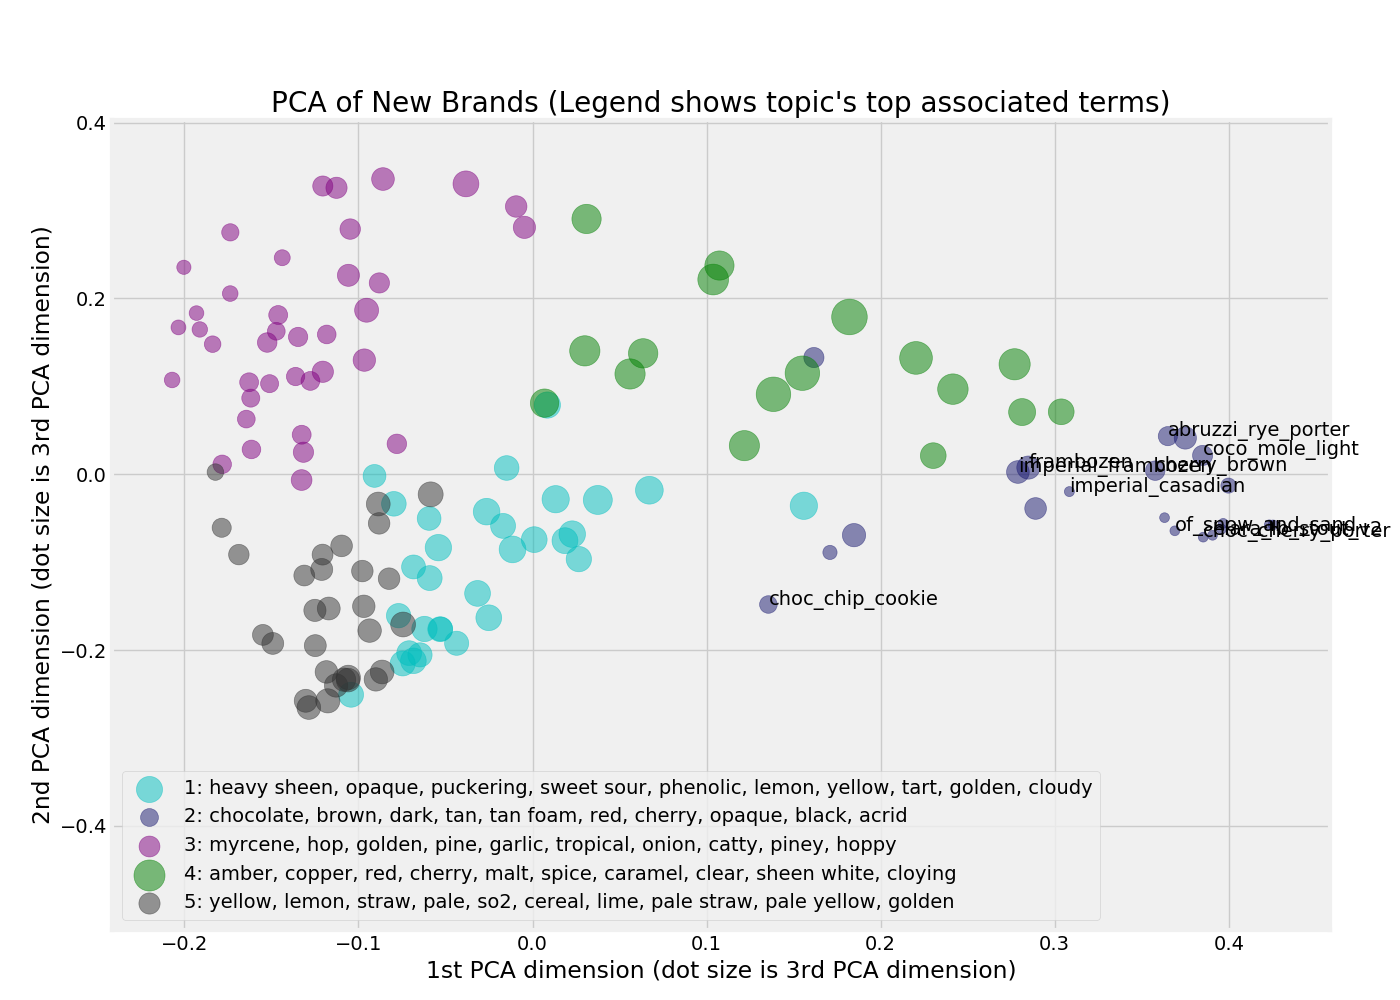 PCA of New Brands (Legend shows topic's top associated terms)
2nd PCA dimension (dot size is 3rd PCA dimension)
0.4
0.2
0.0
−0.2
−0.4
abruzzi_rye_porter
coco_mole_light
frambozen
imperial_frambozen
cherry_brown
imperial_casadian
of_snow_and_sand
choc_cherry_porter
choc_chip_cookie
1: heavy sheen, opaque, puckering, sweet sour, phenolic, lemon, yellow, tart, golden, cloudy
2: chocolate, brown, dark, tan, tan foam, red, cherry, opaque, black, acrid
3: myrcene, hop, golden, pine, garlic, tropical, onion, catty, piney, hoppy
4: amber, copper, red, cherry, malt, spice, caramel, clear, sheen white, cloying
5: yellow, lemon, straw, pale, so2, cereal, lime, pale straw, pale yellow, golden
−0.2 −0.1 0.0 0.1 0.2 0.3 0.4
1st PCA dimension (dot size is 3rd PCA dimension)